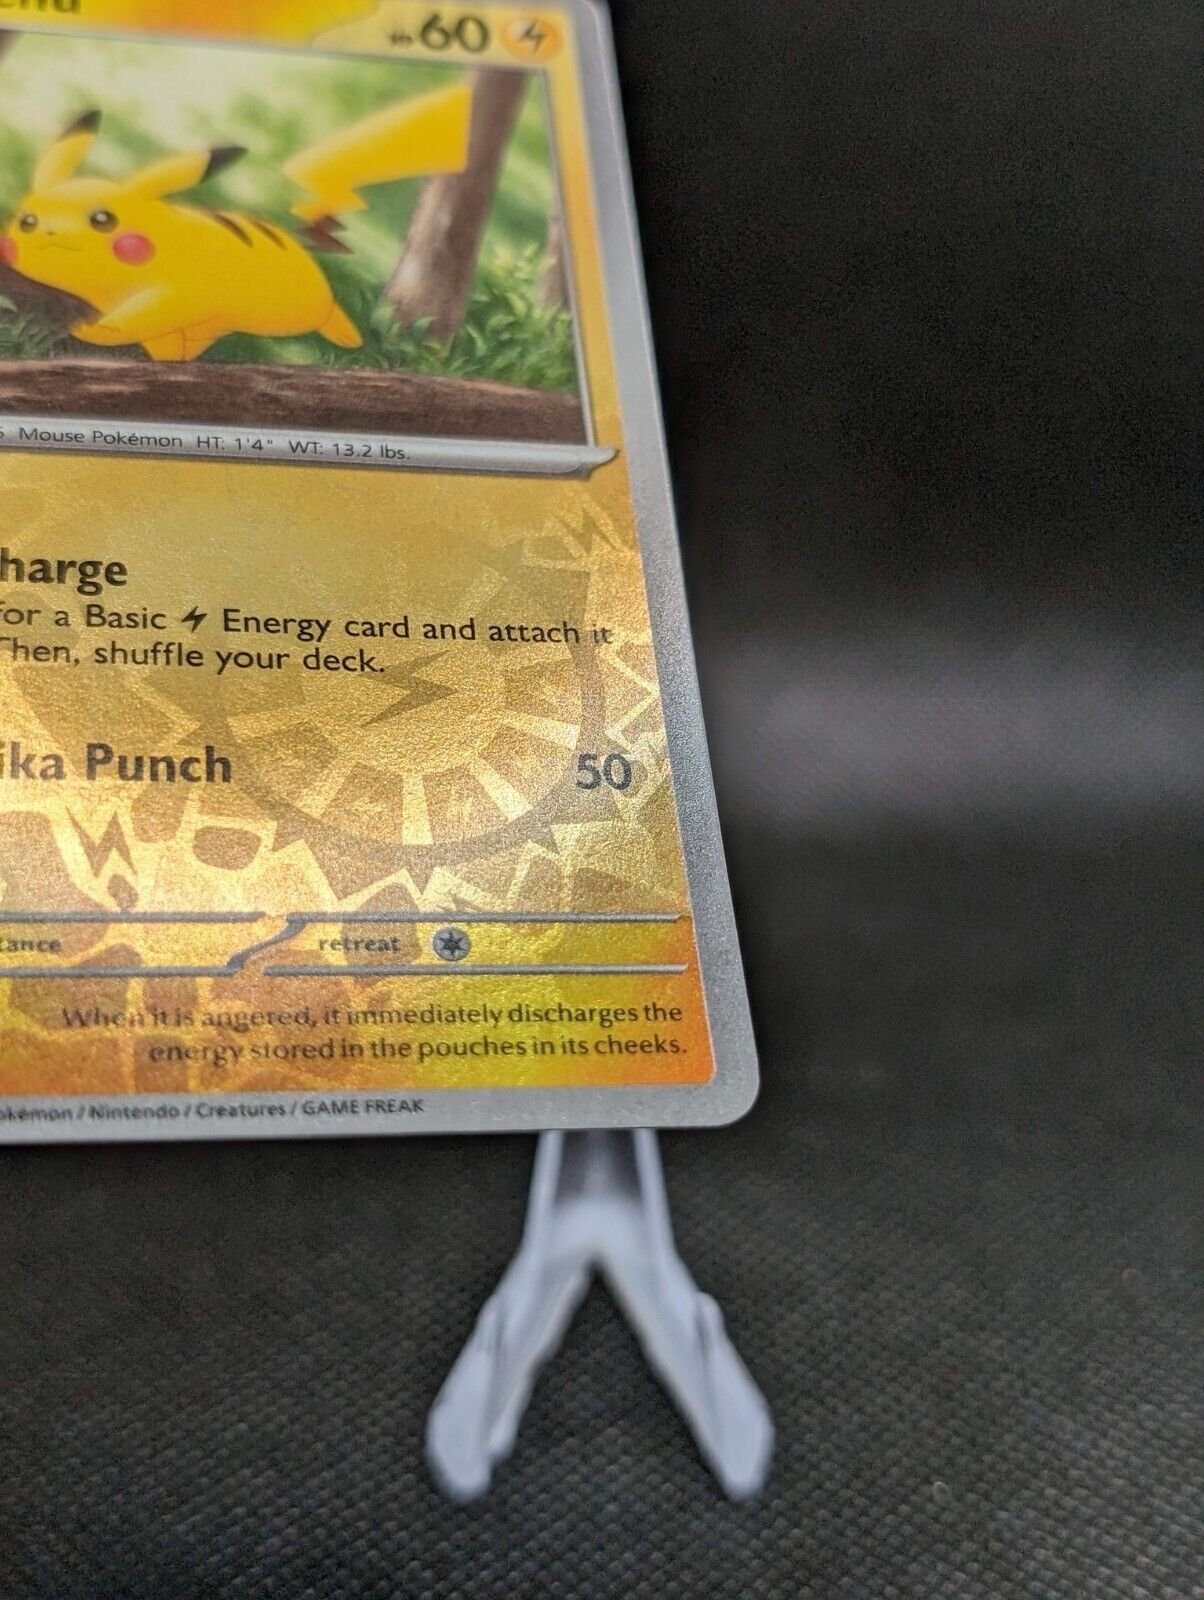 60
Mouse Pokémon HT: 1'4" WT: 13.2 lbs.
harge
for a Basic Energy card and attach it
Then, shuffle your deck.
ika Punch 50
tance retreat
When it is angered, it immediately discharges the
energy stored in the pouches in its cheeks.
okémon / Nintendo / Creatures / GAME FREAK